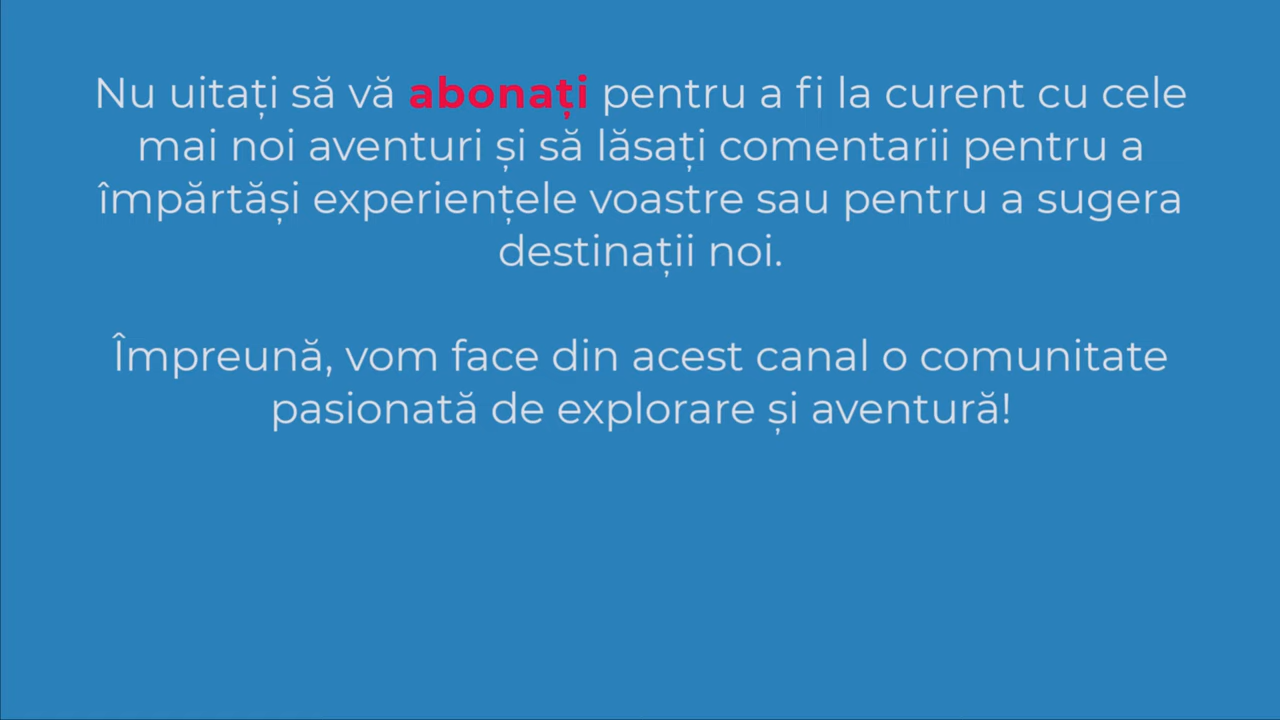 Nu uitați să vă abonați pentru a fi la curent cu cele
mai noi aventuri și să lăsați comentarii pentru a
împărtăși experiențele voastre sau pentru a sugera
destinații noi.
Împreună, vom face din acest canal o comunitate
pasionată de explorare și aventură!